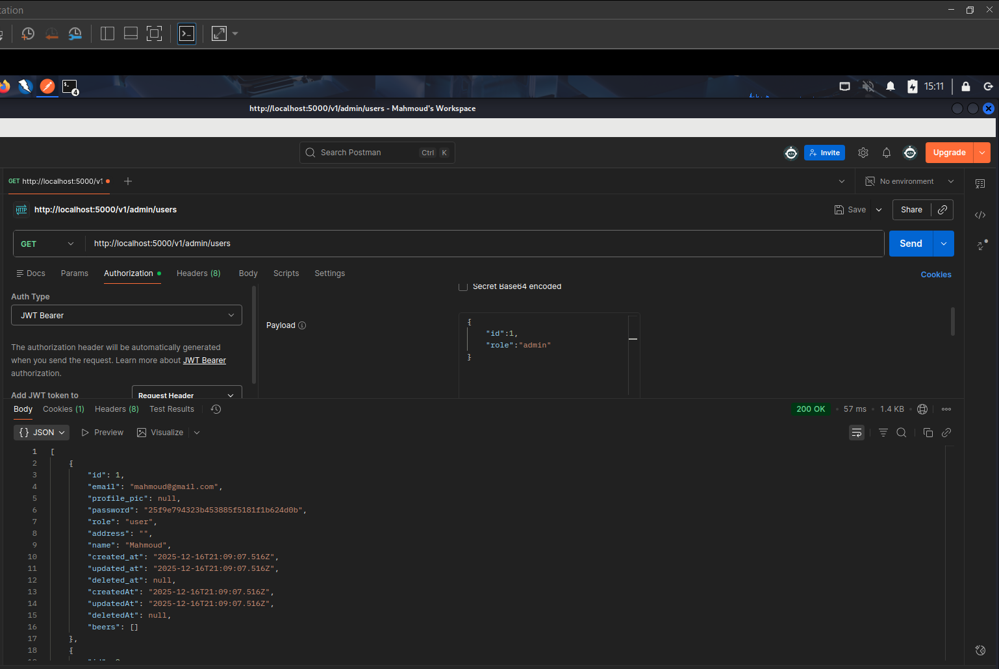 cation
4
15:11
http://localhost:5000/v1/admin/users - Mahmoud's Workspace
Search Postman Ctrl K
Invite
Upgrade
GET http://localhost:5000/v1
No environment
HTTP http://localhost:5000/v1/admin/users
Save
Share
GET http://localhost:5000/v1/admin/users
Send
Docs Params Authorization Headers (8) Body Scripts Settings
Cookies
Auth Type
JWT Bearer
The authorization header will be automatically generated
when you send the request. Learn more about JWT Bearer
authorization.
Add JWT token to Request Header
Secret Base64 encoded
Payload
{
"id":1,
"role":"admin"
}
Body Cookies (1) Headers (8) Test Results
200 OK • 57 ms • 1.4 KB •
{} JSON Preview Visualize
1 [
2 {
3 "id": 1,
4 "email": "mahmoud@gmail.com",
5 "profile_pic": null,
6 "password": "25f9e794323b453885f5181f1b624d0b",
7 "role": "user",
8 "address": "",
9 "name": "Mahmoud",
10 "created_at": "2025-12-16T21:09:07.516Z",
11 "updated_at": "2025-12-16T21:09:07.516Z",
12 "deleted_at": null,
13 "createdAt": "2025-12-16T21:09:07.516Z",
14 "updatedAt": "2025-12-16T21:09:07.516Z",
15 "deletedAt": null,
16 "beers": []
17 },
18 {